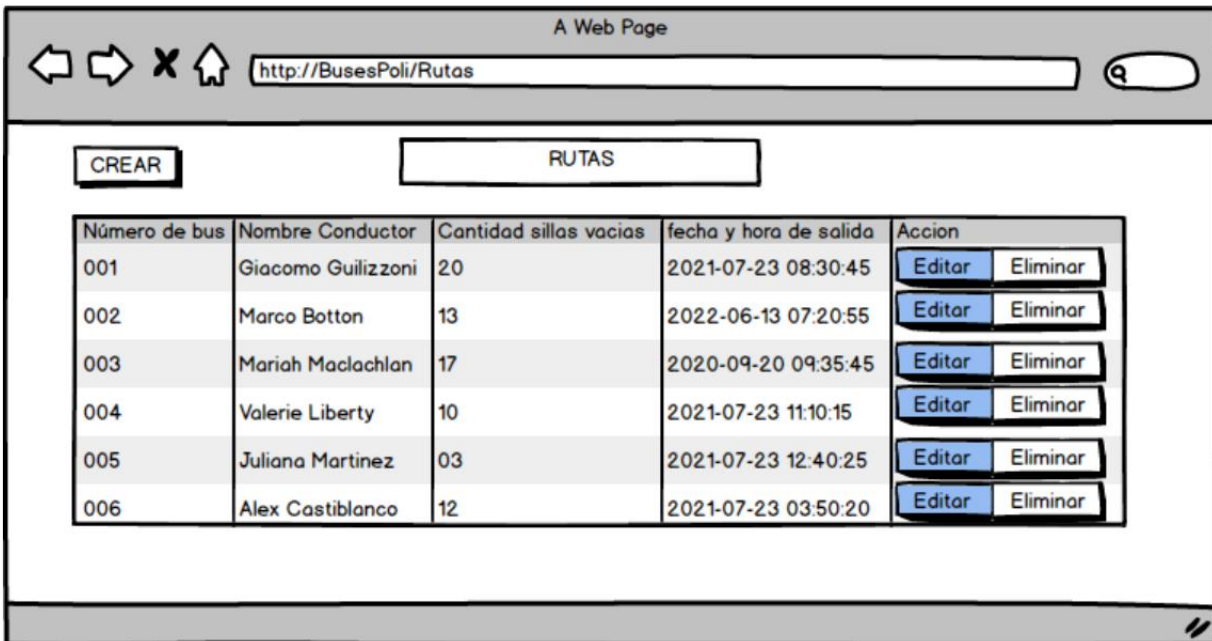 A Web Page
http://BusesPoli/Rutas
CREAR
RUTAS
Número de bus Nombre Conductor Cantidad sillas vacias fecha y hora de salida Accion
001 Giacomo Guilizzoni 20 2021-07-23 08:30:45 Editar Eliminar
002 Marco Botton 13 2022-06-13 07:20:55 Editar Eliminar
003 Mariah Maclachlan 17 2020-09-20 09:35:45 Editar Eliminar
004 Valerie Liberty 10 2021-07-23 11:10:15 Editar Eliminar
005 Juliana Martinez 03 2021-07-23 12:40:25 Editar Eliminar
006 Alex Castiblanco 12 2021-07-23 03:50:20 Editar Eliminar